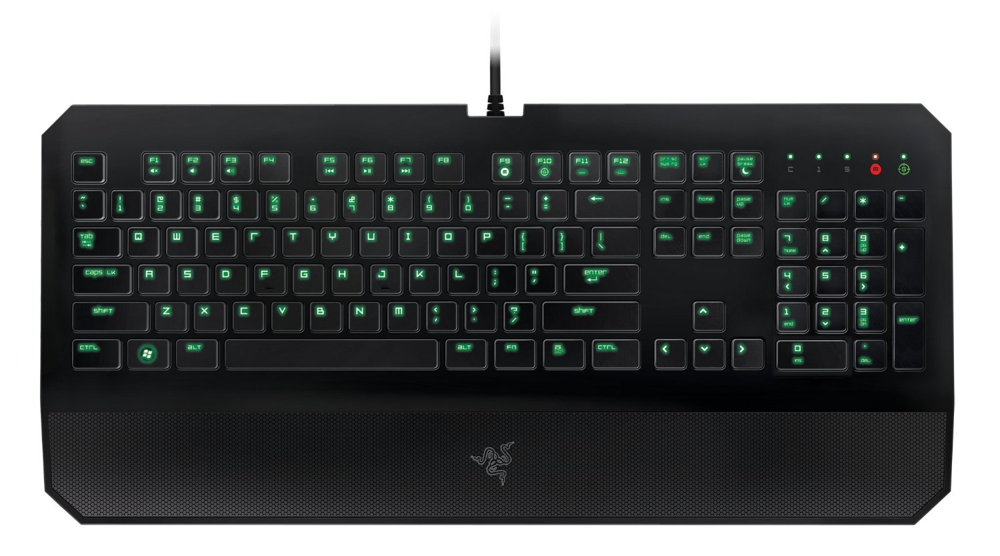 esc F1 F2 F3 F4 F5 F6 F7 F8 F9 F10 F11 F12 prt sc sys rq scr lk pause break C 1 S
m m G G
~ ! @ # $ % ^ & * ( ) _ + ins home page up num lk / * -
` 1 2 3 4 5 6 7 8 9 0 - =
Tab Q W E r T Y U I O P { } | del end page down 7 8 9 +
[ ] \ home pg up
caps lk A S D F G H J K L : " enter 4 5 6
; '
shift Z X C V B N m < > ? shift 1 2 3 enter
, . / end pg dn
CTRL ALT ALT Fn CTRL 0 .
ins del